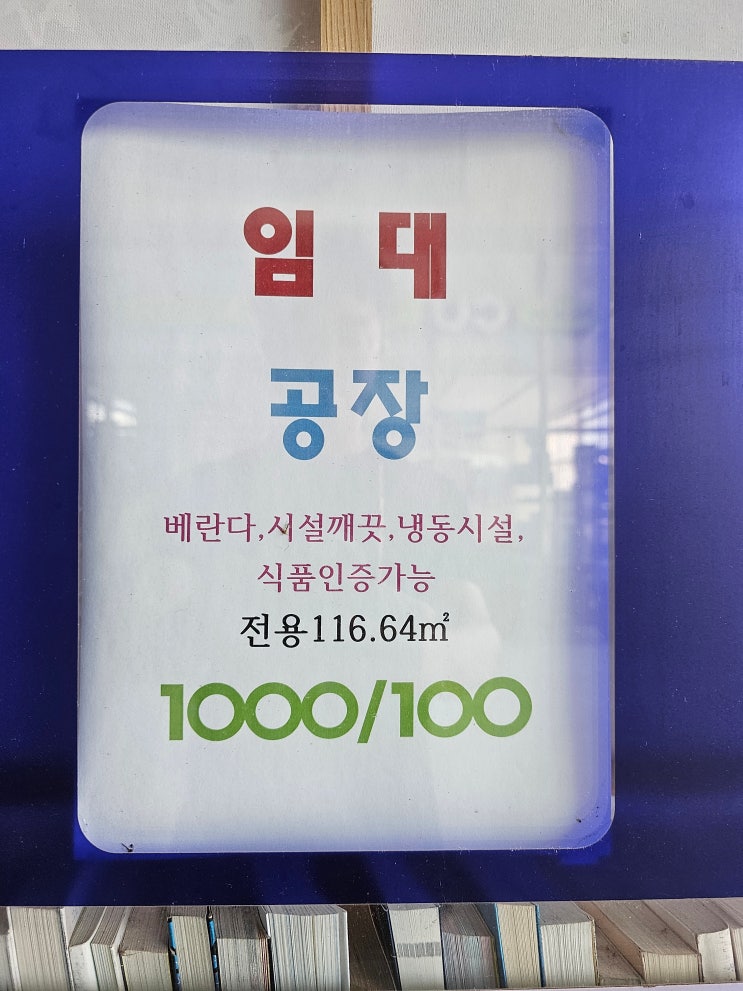 임 대
공장
베란다,시설깨끗,냉동시설,
식품인증가능
전용116.64㎡
1000/100